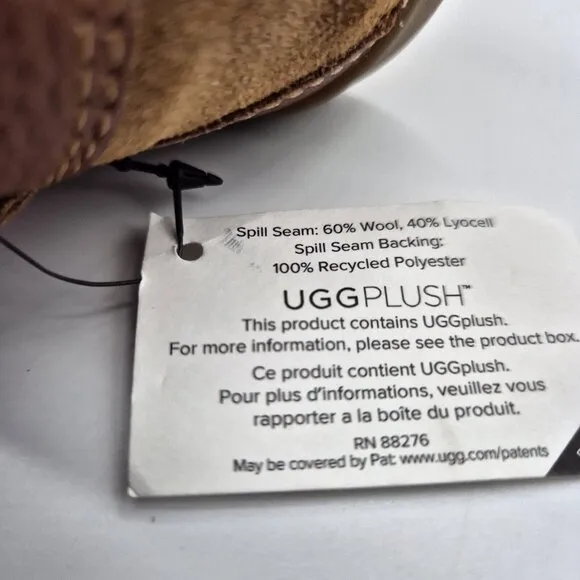 Spill Seam: 60% Wool, 40% Lyocell
Spill Seam Backing:
100% Recycled Polyester
UGGPLUSH™
This product contains UGGplush.
For more information, please see the product box.
Ce produit contient UGGplush.
Pour plus d'informations, veuillez vous
rapporter a la boîte du produit.
RN 88276
May be covered by Pat: www.ugg.com/patents